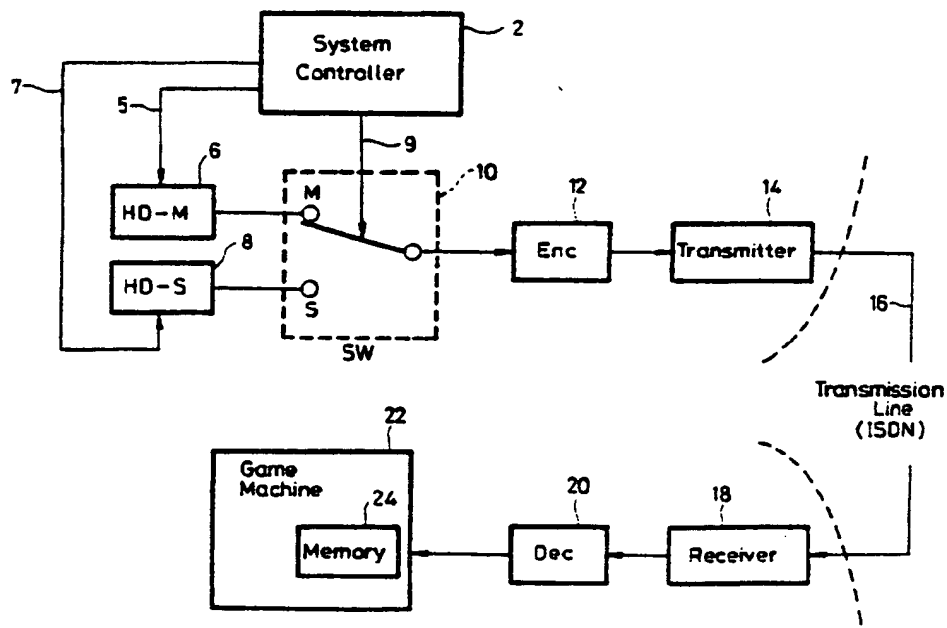 System
Controller
2
7
5
9
6
HD-M
M
10
12
14
8
HD-S
S
SW
Enc
Transmitter
16
Transmission
Line
(ISDN)
22
Game
Machine
24
Memory
20
Dec
18
Receiver